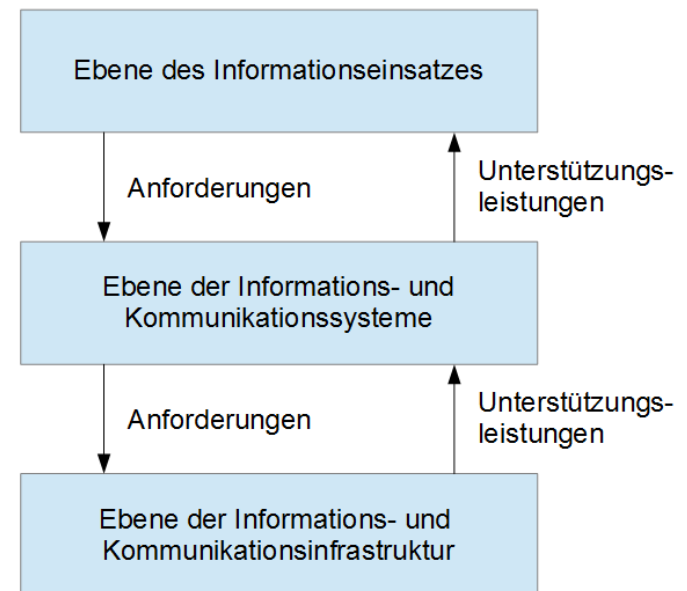 Ebene des Informationseinsatzes
Anforderungen
Unterstützungs-
leistungen
Ebene der Informations- und
Kommunikationssysteme
Anforderungen
Unterstützungs-
leistungen
Ebene der Informations- und
Kommunikationsinfrastruktur